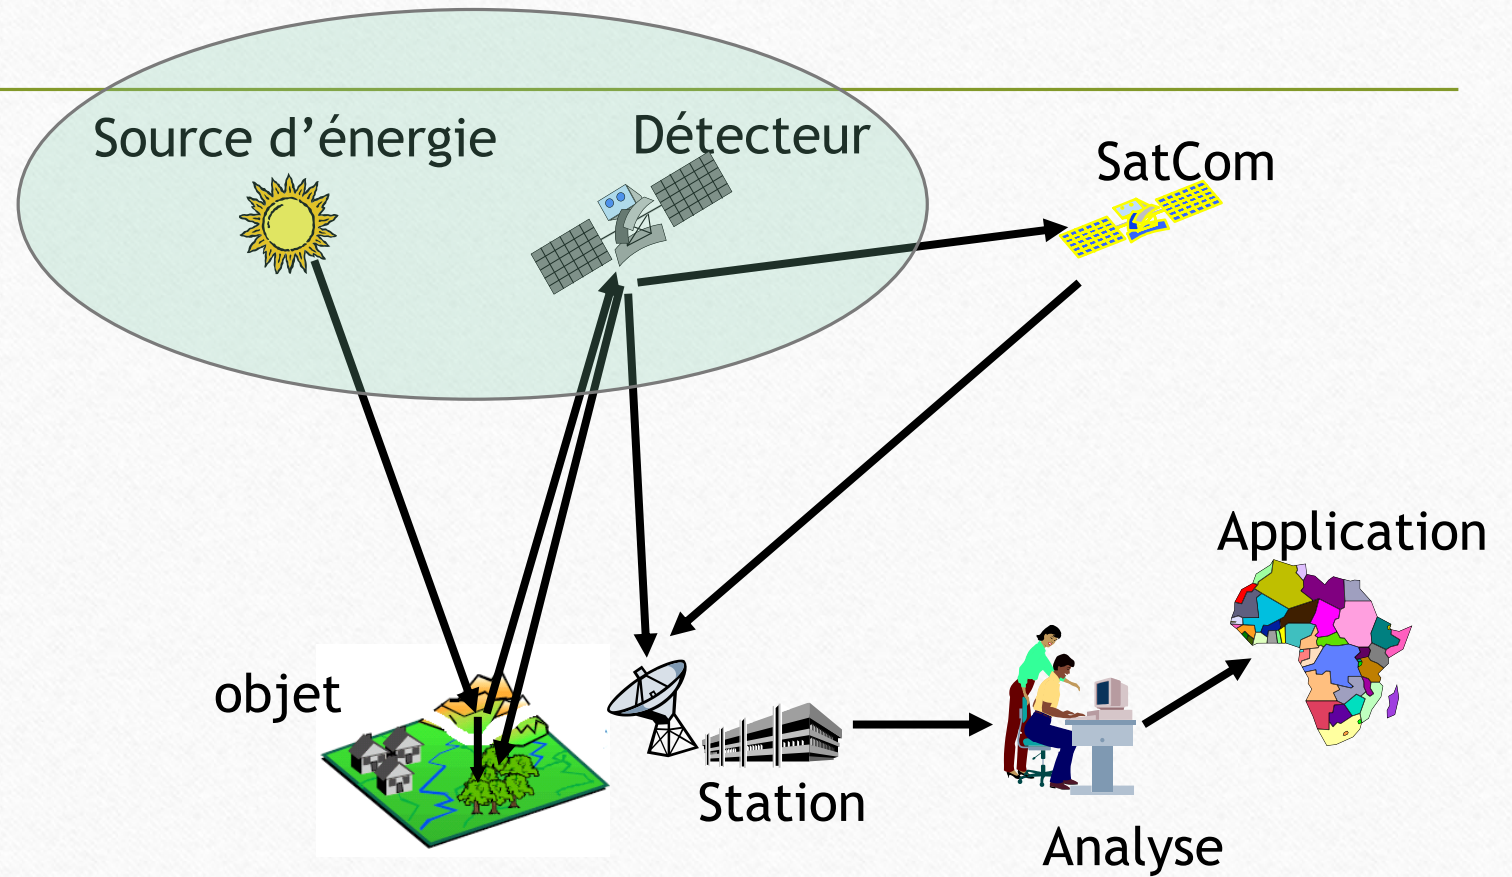 Source d’énergie
Détecteur
SatCom
Application
objet
Station
Analyse